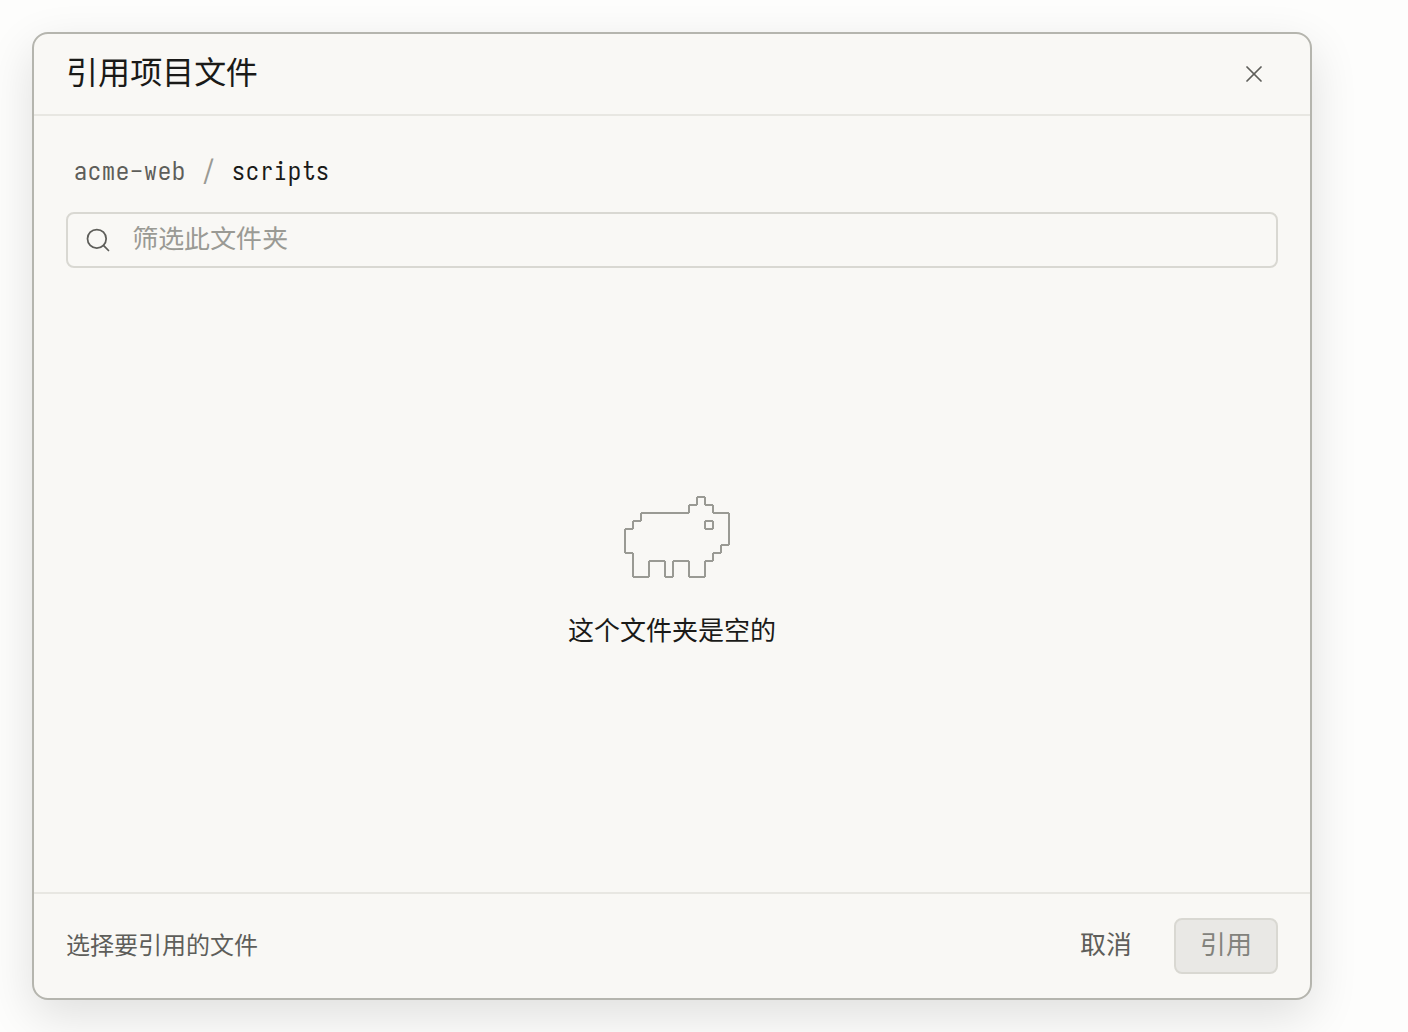 引用项目文件
acme-web / scripts
筛选此文件夹
这个文件夹是空的
选择要引用的文件 取消 引用